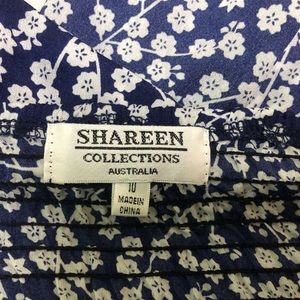 SHAREEN
COLLECTIONS
AUSTRALIA
10
MADE IN
CHINA